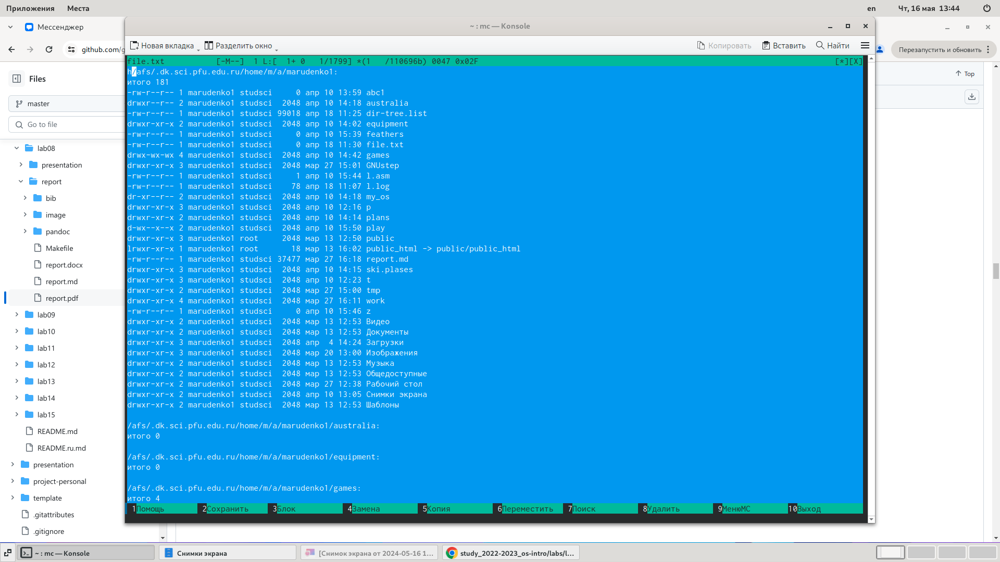 Приложения Места en Чт, 16 мая 13:44
Мессенджер
github.com/g
Перезапустить и обновить
Files
master
Go to file
lab08
presentation
report
bib
image
pandoc
Makefile
report.docx
report.md
report.pdf
lab09
lab10
lab11
lab12
lab13
lab14
lab15
README.md
README.ru.md
presentation
project-personal
template
.gitattributes
.gitignore
Top
~ : mc — Konsole
Новая вкладка Разделить окно Копировать Вставить Найти
file.txt [-M--] 1 L:[ 1+ 0 1/1799] *(1 /110696b) 0047 0x02F [*][X]
h/afs/.dk.sci.pfu.edu.ru/home/m/a/marudenko1:
итого 181
-rw-r--r-- 1 marudenko1 studsci 0 апр 10 13:59 abc1
drwxr--r-- 2 marudenko1 studsci 2048 апр 10 14:18 australia
-rw-r--r-- 1 marudenko1 studsci 99018 апр 18 11:25 dir-tree.list
drwxr-xr-x 2 marudenko1 studsci 2048 апр 10 14:02 equipment
-rw-r--r-- 1 marudenko1 studsci 0 апр 10 15:39 feathers
-rw-r--r-- 1 marudenko1 studsci 0 апр 18 11:30 file.txt
drwx-wx-wx 4 marudenko1 studsci 2048 апр 10 14:42 games
drwxr-xr-x 3 marudenko1 studsci 2048 мар 27 15:01 GNUstep
-rw-r--r-- 1 marudenko1 studsci 1 апр 10 15:44 l.asm
-rw-r--r-- 1 marudenko1 studsci 78 апр 18 11:07 l.log
dr-xr--r-- 2 marudenko1 studsci 2048 апр 10 14:18 my_os
drwxr-xr-x 3 marudenko1 studsci 2048 апр 10 12:16 p
drwxr-xr-x 2 marudenko1 studsci 2048 апр 10 14:14 plans
d-wx--x--x 2 marudenko1 studsci 2048 апр 10 15:50 play
drwxr-xr-x 3 marudenko1 root 2048 мар 13 12:50 public
lrwxr-xr-x 1 marudenko1 root 18 мар 13 16:02 public_html -> public/public_html
-rw-r--r-- 1 marudenko1 studsci 37477 мар 27 16:18 report.md
drwxr-xr-x 3 marudenko1 studsci 2048 апр 10 14:15 ski.plases
drwxr-xr-x 3 marudenko1 studsci 2048 апр 10 12:23 t
drwxr-xr-x 2 marudenko1 studsci 2048 мар 27 15:00 tmp
drwxr-xr-x 4 marudenko1 studsci 2048 мар 27 16:11 work
-rw-r--r-- 1 marudenko1 studsci 0 апр 10 15:46 z
drwxr-xr-x 2 marudenko1 studsci 2048 мар 13 12:53 Видео
drwxr-xr-x 2 marudenko1 studsci 2048 мар 13 12:53 Документы
drwxr-xr-x 3 marudenko1 studsci 2048 апр 4 14:24 Загрузки
drwxr-xr-x 3 marudenko1 studsci 2048 мар 20 13:00 Изображения
drwxr-xr-x 2 marudenko1 studsci 2048 мар 13 12:53 Музыка
drwxr-xr-x 2 marudenko1 studsci 2048 мар 13 12:53 Общедоступные
drwxr-xr-x 2 marudenko1 studsci 2048 мар 27 12:38 Рабочий стол
drwxr-xr-x 2 marudenko1 studsci 2048 апр 10 13:05 Снимки экрана
drwxr-xr-x 2 marudenko1 studsci 2048 мар 13 12:53 Шаблоны
/afs/.dk.sci.pfu.edu.ru/home/m/a/marudenko1/australia:
итого 0
/afs/.dk.sci.pfu.edu.ru/home/m/a/marudenko1/equipment:
итого 0
/afs/.dk.sci.pfu.edu.ru/home/m/a/marudenko1/games:
итого 4
1Помощь 2Сохранить 3Блок 4Замена 5Копия 6Переместить 7Поиск 8Удалить 9МенюMC 10Выход
~ : mc — Konsole Снимки экрана [Снимок экрана от 2024-05-16 1... study_2022-2023_os-intro/labs/l...